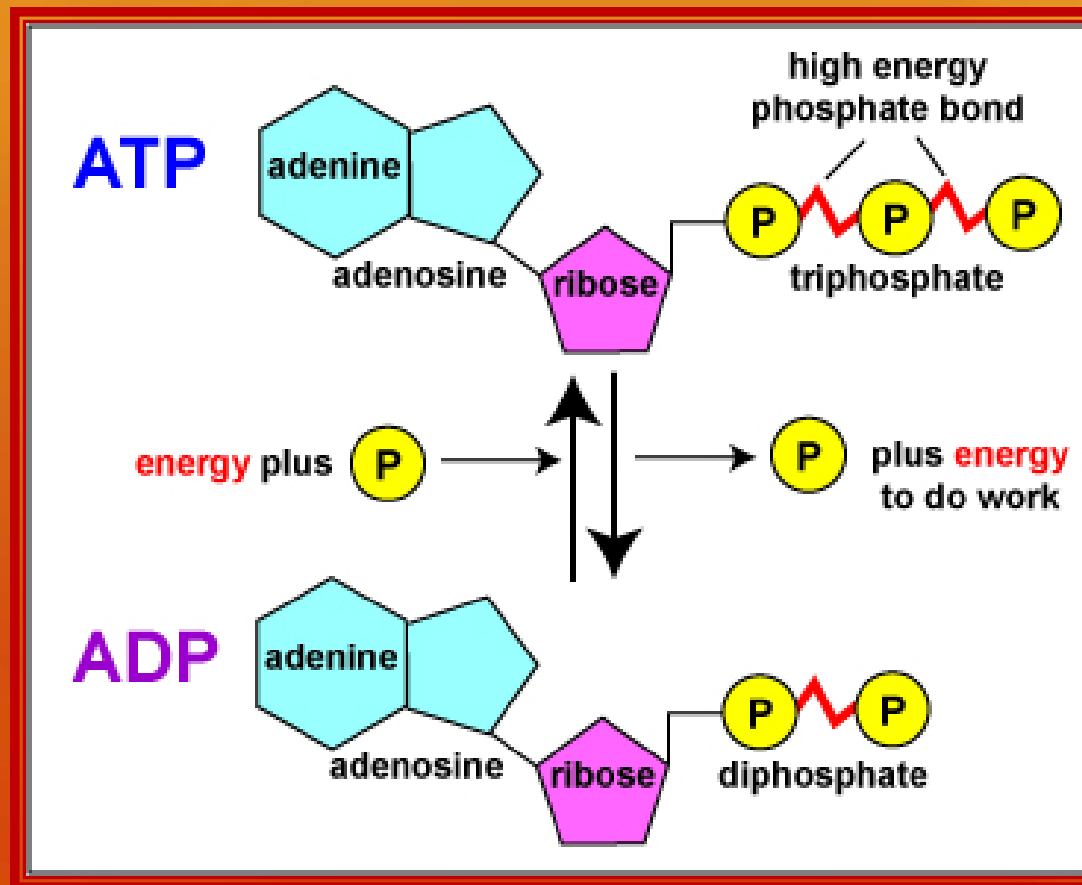 high energy
phosphate bond
ATP
adenine
P P P
adenosine
ribose
triphosphate
energy plus P
P plus energy
to do work
ADP
adenine
P P
adenosine
ribose
diphosphate